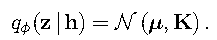 q_ϕ(z | h) = 𝒩(μ, K).